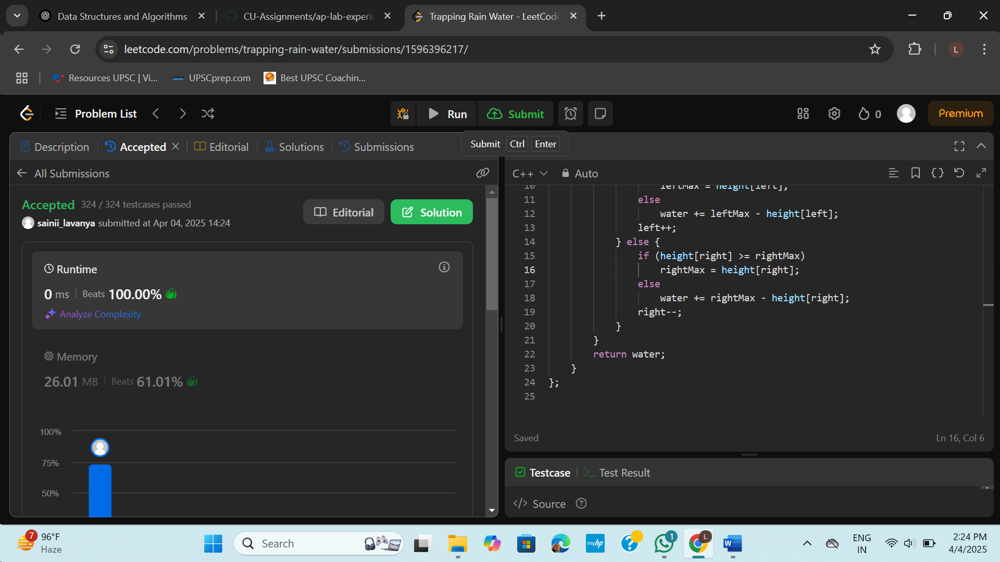 Data Structures and Algorithms
CU-Assignments/ap-lab-experi
Trapping Rain Water - LeetCode
leetcode.com/problems/trapping-rain-water/submissions/1596396217/
L
Resources UPSC | Vi...
UPSCprep.com
Best UPSC Coachin...
Problem List
Run
Submit
0
Premium
Description
Accepted
Editorial
Solutions
Submissions
Submit Ctrl Enter
All Submissions
C++
Auto
Accepted 324 / 324 testcases passed
sainii_lavanya submitted at Apr 04, 2025 14:24
Editorial
Solution
Runtime
0 ms | Beats 100.00%
Analyze Complexity
Memory
26.01 MB | Beats 61.01%
100%
75%
50%
10 leftMax = height[left];
11 else
12 water += leftMax - height[left];
13 left++;
14 } else {
15 if (height[right] >= rightMax)
16 rightMax = height[right];
17 else
18 water += rightMax - height[right];
19 right--;
20 }
21 }
22 return water;
23 }
24 };
25
Saved
Ln 16, Col 6
Testcase
>_ Test Result
</> Source
7
96°F
Haze
Search
myhp
1
L
W
ENG
IN
2:24 PM
4/4/2025